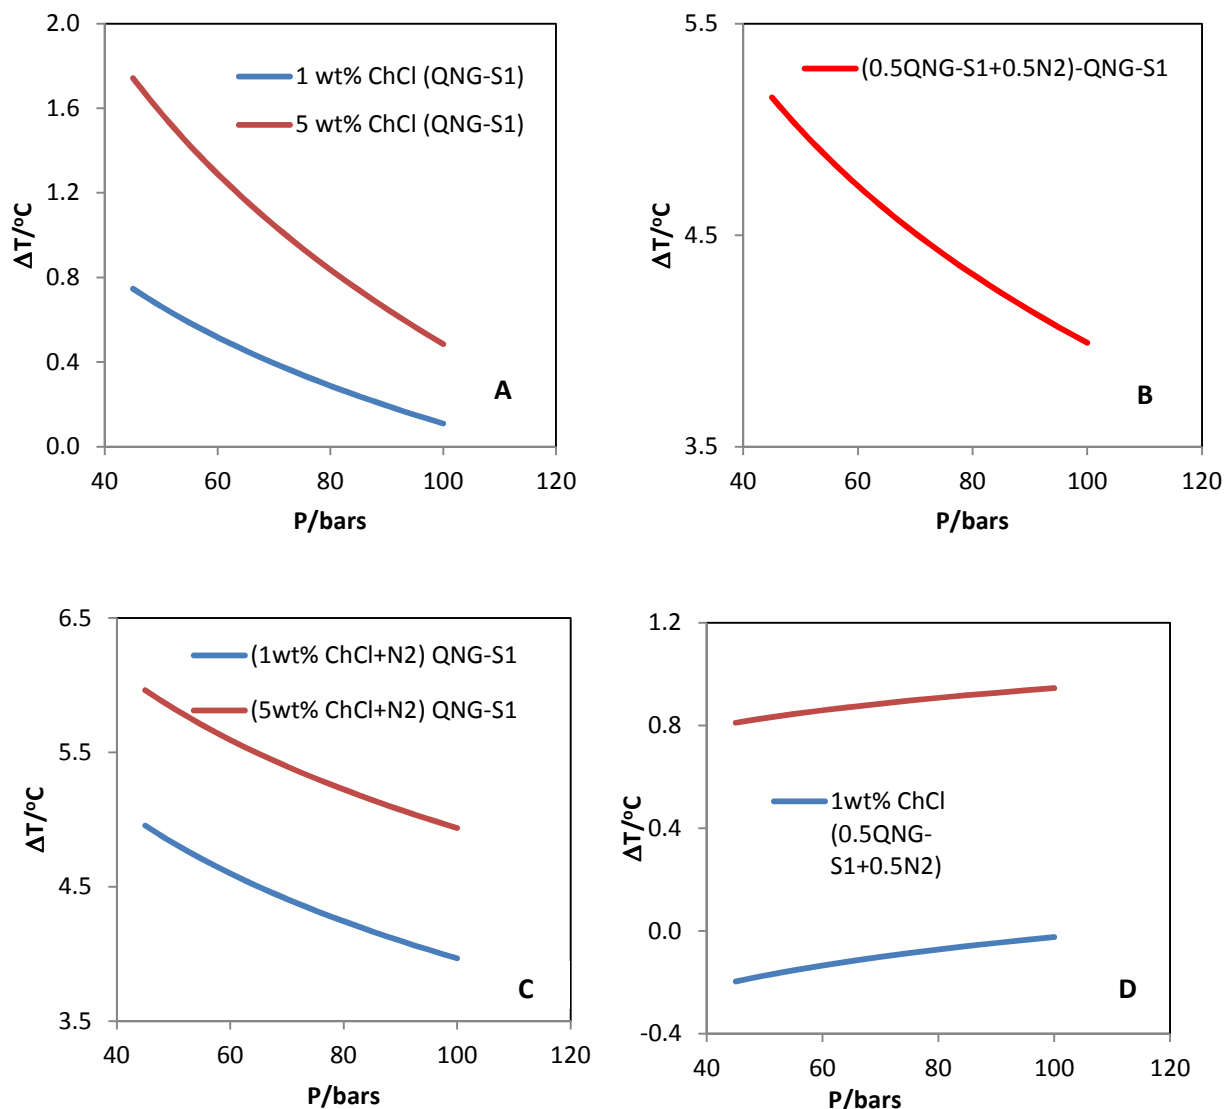 2.0
1.6
1.2
0.8
0.4
0.0
ΔT/°C
1 wt% ChCl (QNG-S1)
5 wt% ChCl (QNG-S1)
A
40 60 80 100 120
P/bars
5.5
4.5
3.5
ΔT/°C
(0.5QNG-S1+0.5N2)-QNG-S1
B
40 60 80 100 120
P/bars
6.5
5.5
4.5
3.5
ΔT/°C
(1wt% ChCl+N2) QNG-S1
(5wt% ChCl+N2) QNG-S1
C
40 60 80 100 120
P/bars
1.2
0.8
0.4
0.0
-0.4
ΔT/°C
1wt% ChCl
(0.5QNG-
S1+0.5N2)
D
40 60 80 100 120
P/bars